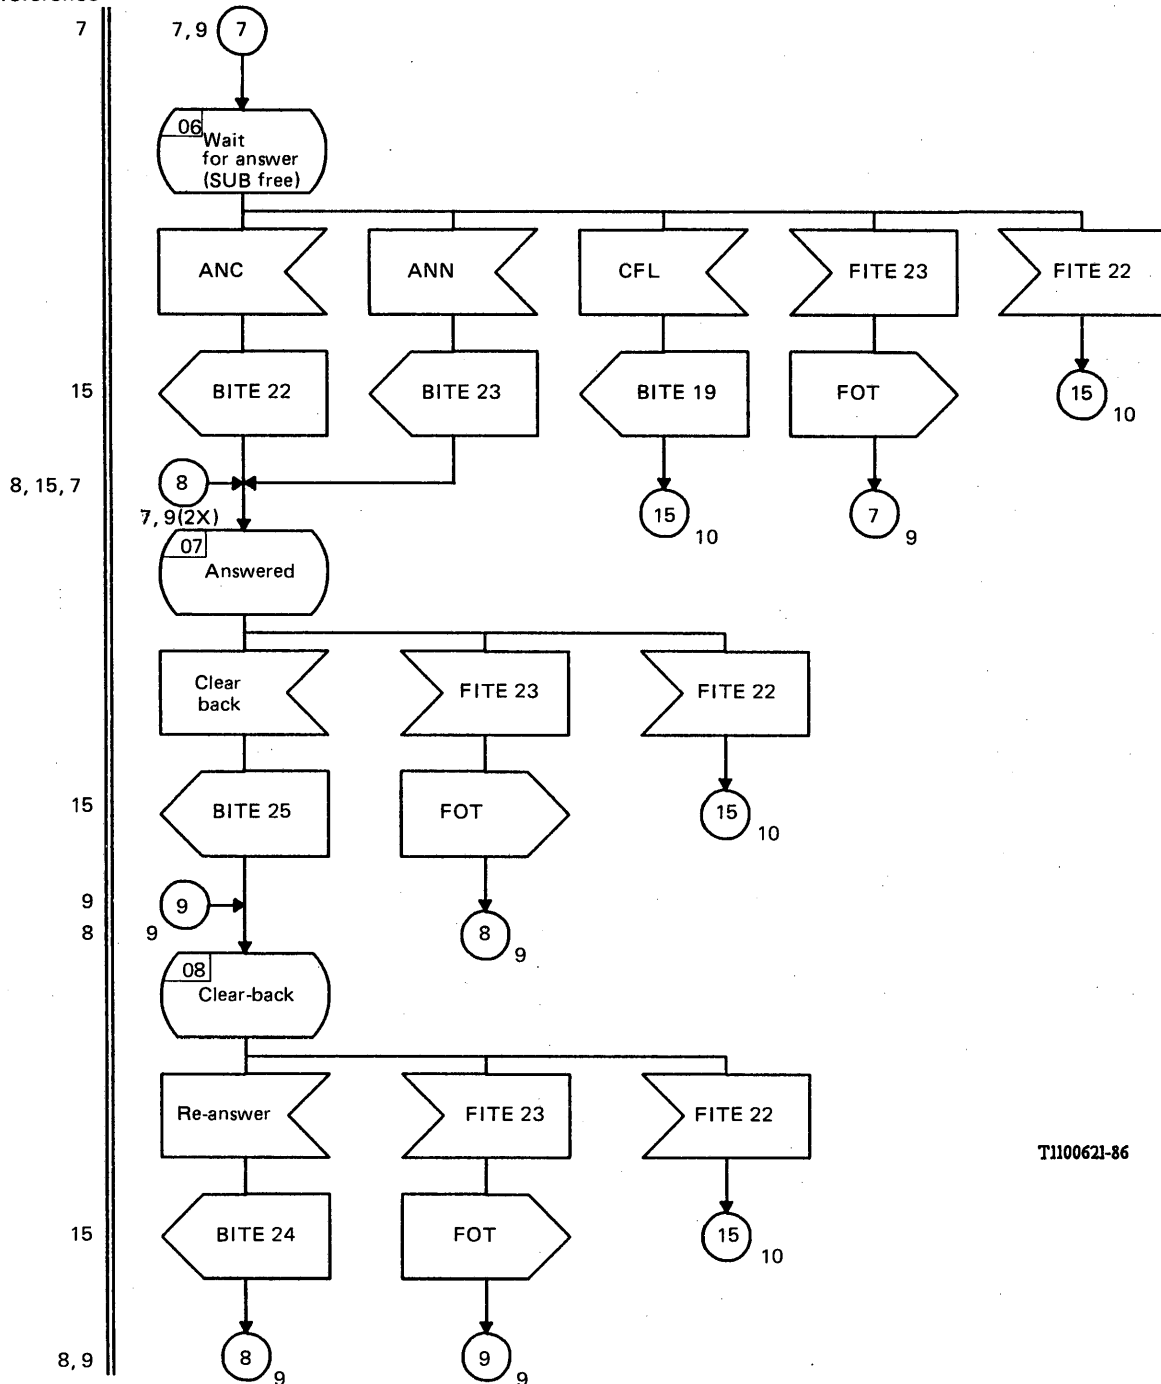 7
7, 9
7
06
Wait
for answer
(SUB free)
ANC
ANN
CFL
FITE 23
FITE 22
15
BITE 22
BITE 23
BITE 19
FOT
15
10
8, 15, 7
8
7, 9(2X)
15
10
7
9
07
Answered
Clear
back
FITE 23
FITE 22
15
BITE 25
FOT
15
10
9
9
8
9
8
9
08
Clear-back
Re-answer
FITE 23
FITE 22
T1100621-86
15
BITE 24
FOT
15
10
8, 9
8
9
9
9